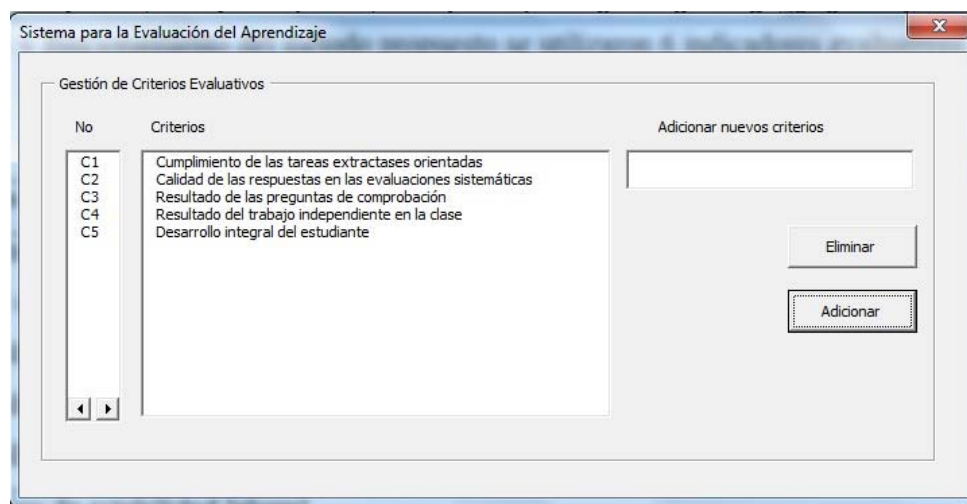 Sistema para la Evaluación del Aprendizaje
Gestión de Criterios Evaluativos
No Criterios Adicionar nuevos criterios
C1 Cumplimiento de las tareas extractases orientadas
C2 Calidad de las respuestas en las evaluaciones sistemáticas
C3 Resultado de las preguntas de comprobación
C4 Resultado del trabajo independiente en la clase
C5 Desarrollo integral del estudiante
Eliminar
Adicionar